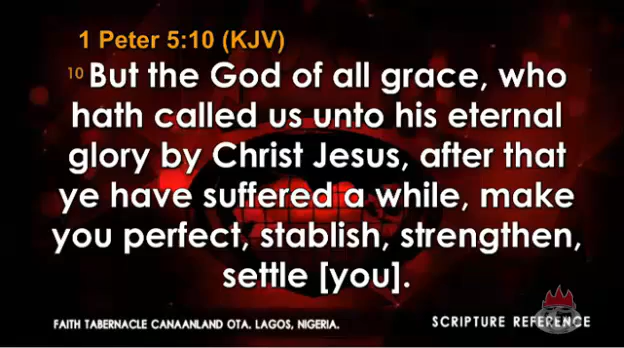 1 Peter 5:10 (KJV)
10 But the God of all grace, who
hath called us unto his eternal
glory by Christ Jesus, after that
ye have suffered a while, make
you perfect, stablish, strengthen,
settle [you].
FAITH TABERNACLE CANAANLAND OTA. LAGOS, NIGERIA.
SCRIPTURE REFERENCE